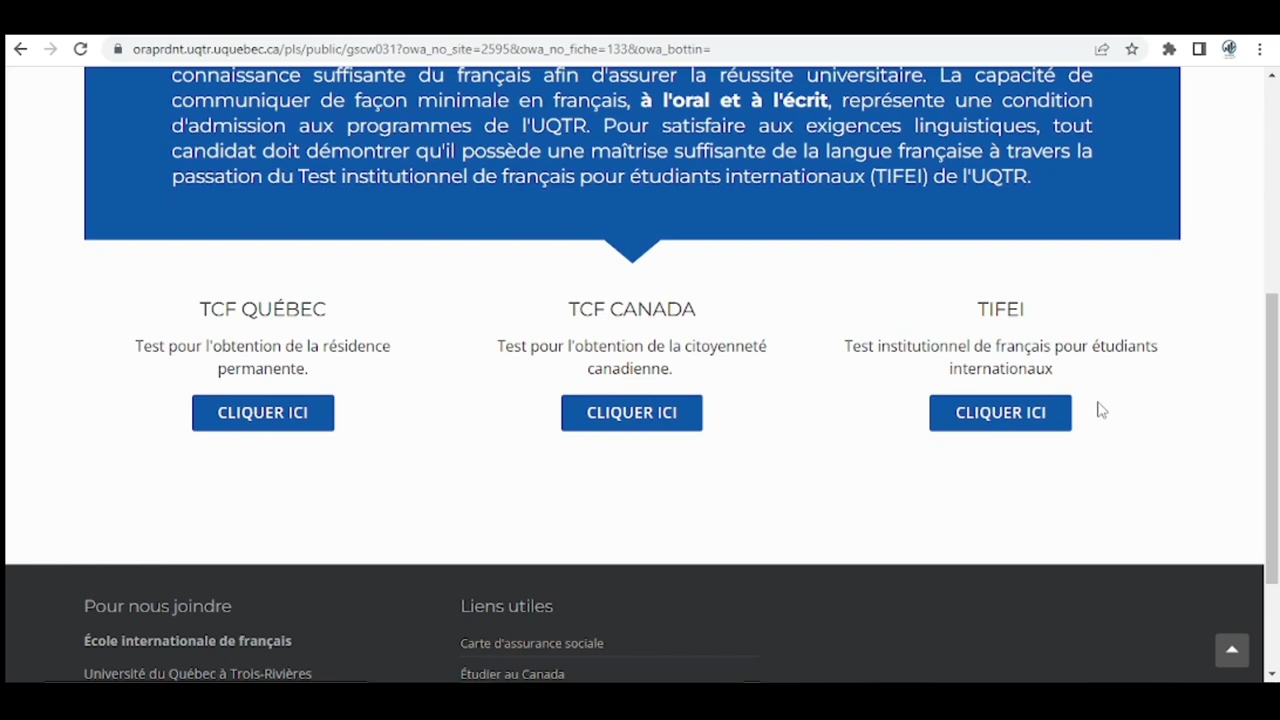 oraprdnt.uqtr.uquebec.ca/pls/public/gscw031?owa_no_site=2595&owa_no_fiche=133&owa_bottin=
connaissance suffisante du français afin d'assurer la réussite universitaire. La capacité de
communiquer de façon minimale en français, à l'oral et à l'écrit, représente une condition
d'admission aux programmes de l'UQTR. Pour satisfaire aux exigences linguistiques, tout
candidat doit démontrer qu'il possède une maîtrise suffisante de la langue française à travers la
passation du Test institutionnel de français pour étudiants internationaux (TIFEI) de l'UQTR.
TCF QUÉBEC
Test pour l'obtention de la résidence
permanente.
CLIQUER ICI
TCF CANADA
Test pour l'obtention de la citoyenneté
canadienne.
CLIQUER ICI
TIFEI
Test institutionnel de français pour étudiants
internationaux
CLIQUER ICI
Pour nous joindre
École internationale de français
Université du Québec à Trois-Rivières
Liens utiles
Carte d'assurance sociale
Étudier au Canada